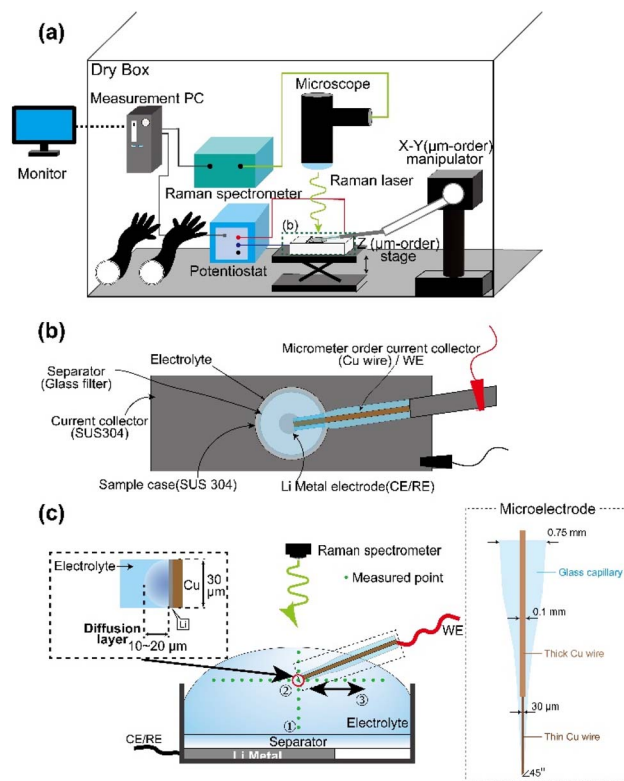 (a)
Dry Box
Measurement PC
Monitor
Raman spectrometer
Microscope
Raman laser
X-Y(µm-order)
manipulator
(b)
Z (µm-order)
stage
Potentiostat
(b)
Electrolyte
Separator
(Glass filter)
Current collector
(SUS304)
Sample case(SUS 304)
Micrometer order current collector
(Cu wire) / WE
Li Metal electrode(CE/RE)
(c)
Electrolyte
Cu
30
µm
Li
Diffusion
layer
10~20 µm
Raman spectrometer
Measured point
WE
②
③
①
Electrolyte
Separator
Li Metal
CE/RE
Microelectrode
0.75 mm
Glass capillary
0.1 mm
Thick Cu wire
30 µm
Thin Cu wire
45°